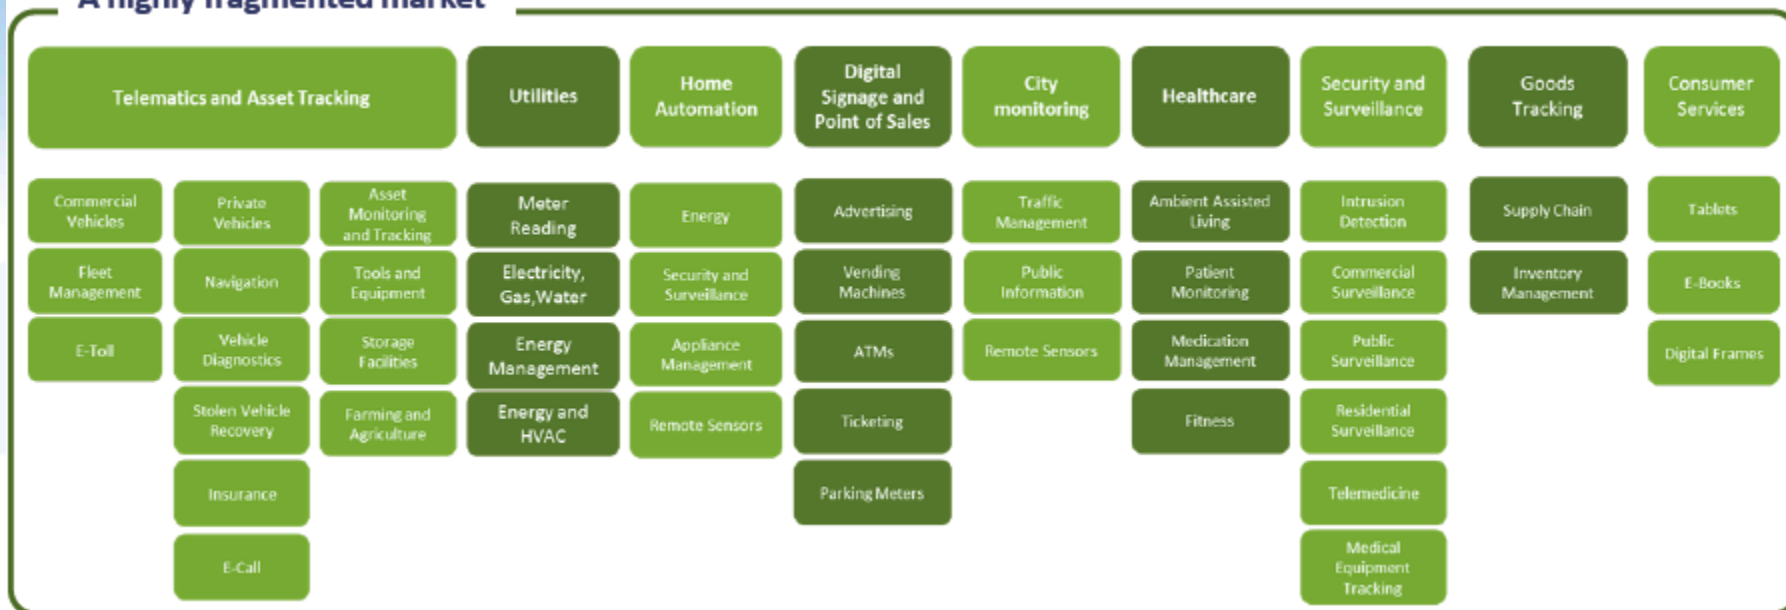 A highly fragmented market
Telematics and Asset Tracking
Utilities
Home
Automation
Digital
Signage and
Point of Sales
City
monitoring
Healthcare
Security and
Surveillance
Goods
Tracking
Consumer
Services
Commercial
Vehicles
Fleet
Management
E-Toll
Private
Vehicles
Navigation
Vehicle
Diagnostics
Stolen Vehicle
Recovery
Insurance
E-Call
Asset
Monitoring
and Tracking
Tools and
Equipment
Storage
Facilities
Farming and
Agriculture
Meter
Reading
Electricity,
Gas,Water
Energy
Management
Energy and
HVAC
Energy
Security and
Surveillance
Appliance
Management
Remote Sensors
Advertising
Vending
Machines
ATMs
Ticketing
Parking Meters
Traffic
Management
Public
Information
Remote Sensors
Ambient Assisted
Living
Patient
Monitoring
Medication
Management
Fitness
Intrusion
Detection
Commercial
Surveillance
Public
Surveillance
Residential
Surveillance
Telemedicine
Medical
Equipment
Tracking
Supply Chain
Inventory
Management
Tablets
E-Books
Digital Frames